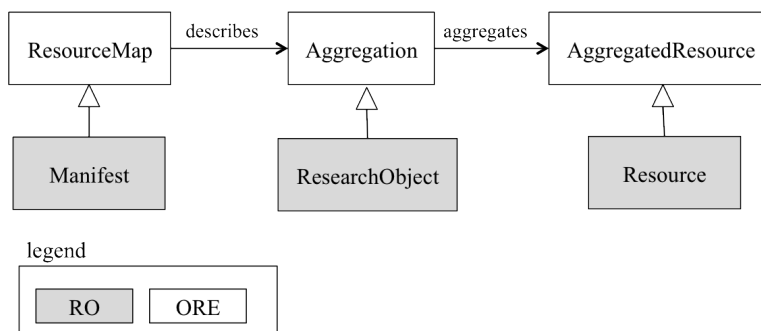 describes
aggregates
ResourceMap
Aggregation
AggregatedResource
Manifest
ResearchObject
Resource
legend
RO
ORE